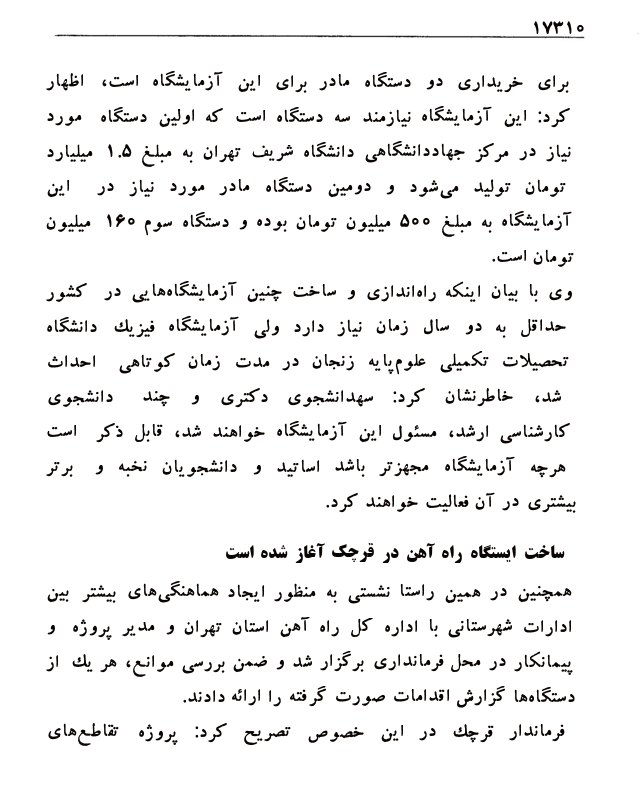 ۱۷۳۱۰
برای خریداری دو دستگاه مادر برای این آزمایشگاه است، اظهار
کرد: این آزمایشگاه نیازمند سه دستگاه است که اولین دستگاه مورد
نیاز در مرکز جهاددانشگاهی دانشگاه شریف تهران به مبلغ ۱.۵ میلیارد
تومان تولید می‌شود و دومین دستگاه مادر مورد نیاز در این
آزمایشگاه به مبلغ ۵۰۰ میلیون تومان بوده و دستگاه سوم ۱۶۰ میلیون
تومان است.
وی با بیان اینکه راه‌اندازی و ساخت چنین آزمایشگاه‌هایی در کشور
حداقل به دو سال زمان نیاز دارد ولی آزمایشگاه فیزیك دانشگاه
تحصیلات تکمیلی علوم‌پایه زنجان در مدت زمان کوتاهی احداث
شد، خاطرنشان کرد: سه‌دانشجوی دکتری و چند دانشجوی
کارشناسی ارشد، مسئول این آزمایشگاه خواهند شد، قابل ذکر است
هرچه آزمایشگاه مجهزتر باشد اساتید و دانشجویان نخبه و برتر
بیشتری در آن فعالیت خواهند کرد.
ساخت ایستگاه راه آهن در قرچک آغاز شده است
همچنین در همین راستا نشستی به منظور ایجاد هماهنگی‌های بیشتر بین
ادارات شهرستانی با اداره کل راه آهن استان تهران و مدیر پروژه و
پیمانکار در محل فرمانداری برگزار شد و ضمن بررسی موانع، هر یك از
دستگاه‌ها گزارش اقدامات صورت گرفته را ارائه دادند.
فرماندار قرچك در این خصوص تصریح کرد: پروژه تقاطع‌های